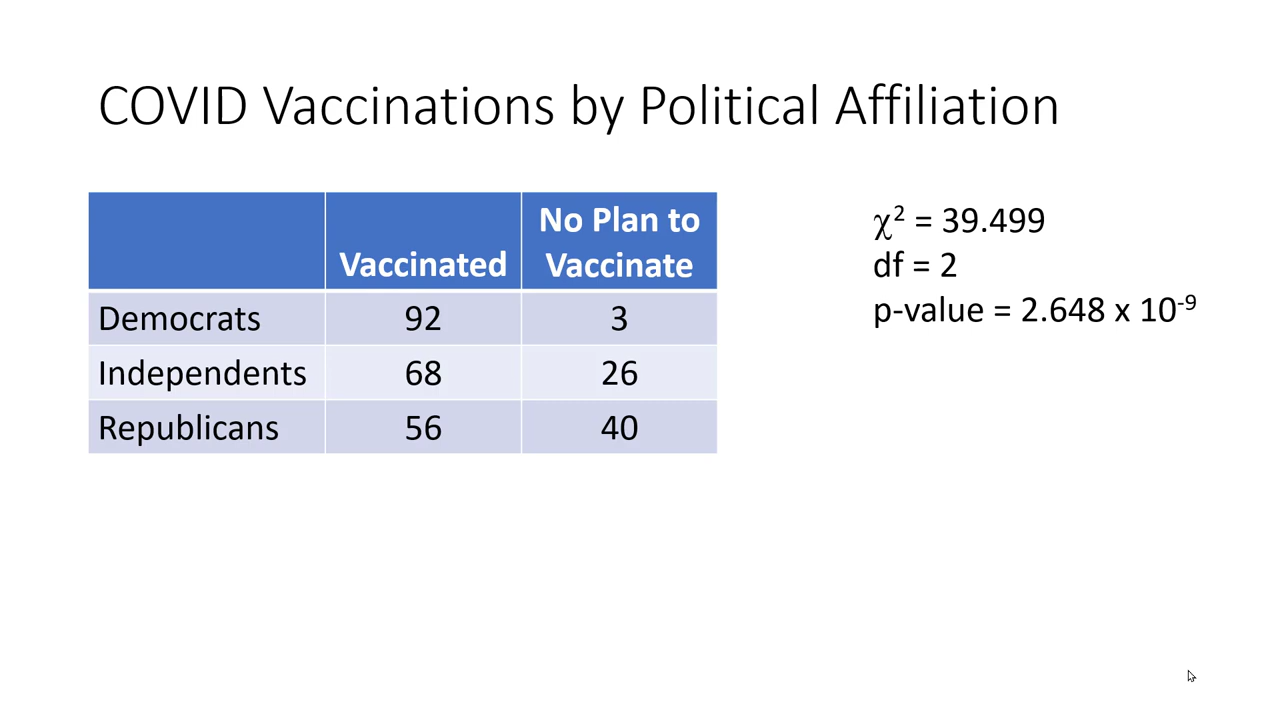 COVID Vaccinations by Political Affiliation
Vaccinated No Plan to Vaccinate
Democrats 92 3
Independents 68 26
Republicans 56 40
χ² = 39.499
df = 2
p-value = 2.648 x 10⁻⁹